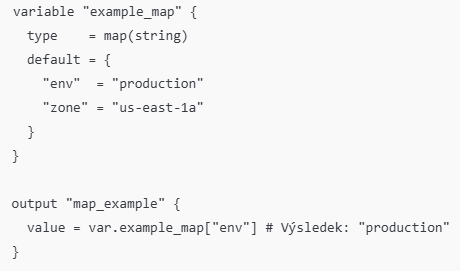 variable "example_map" {
  type    = map(string)
  default = {
    "env"  = "production"
    "zone" = "us-east-1a"
  }
}

output "map_example" {
  value = var.example_map["env"] # Výsledek: "production"
}